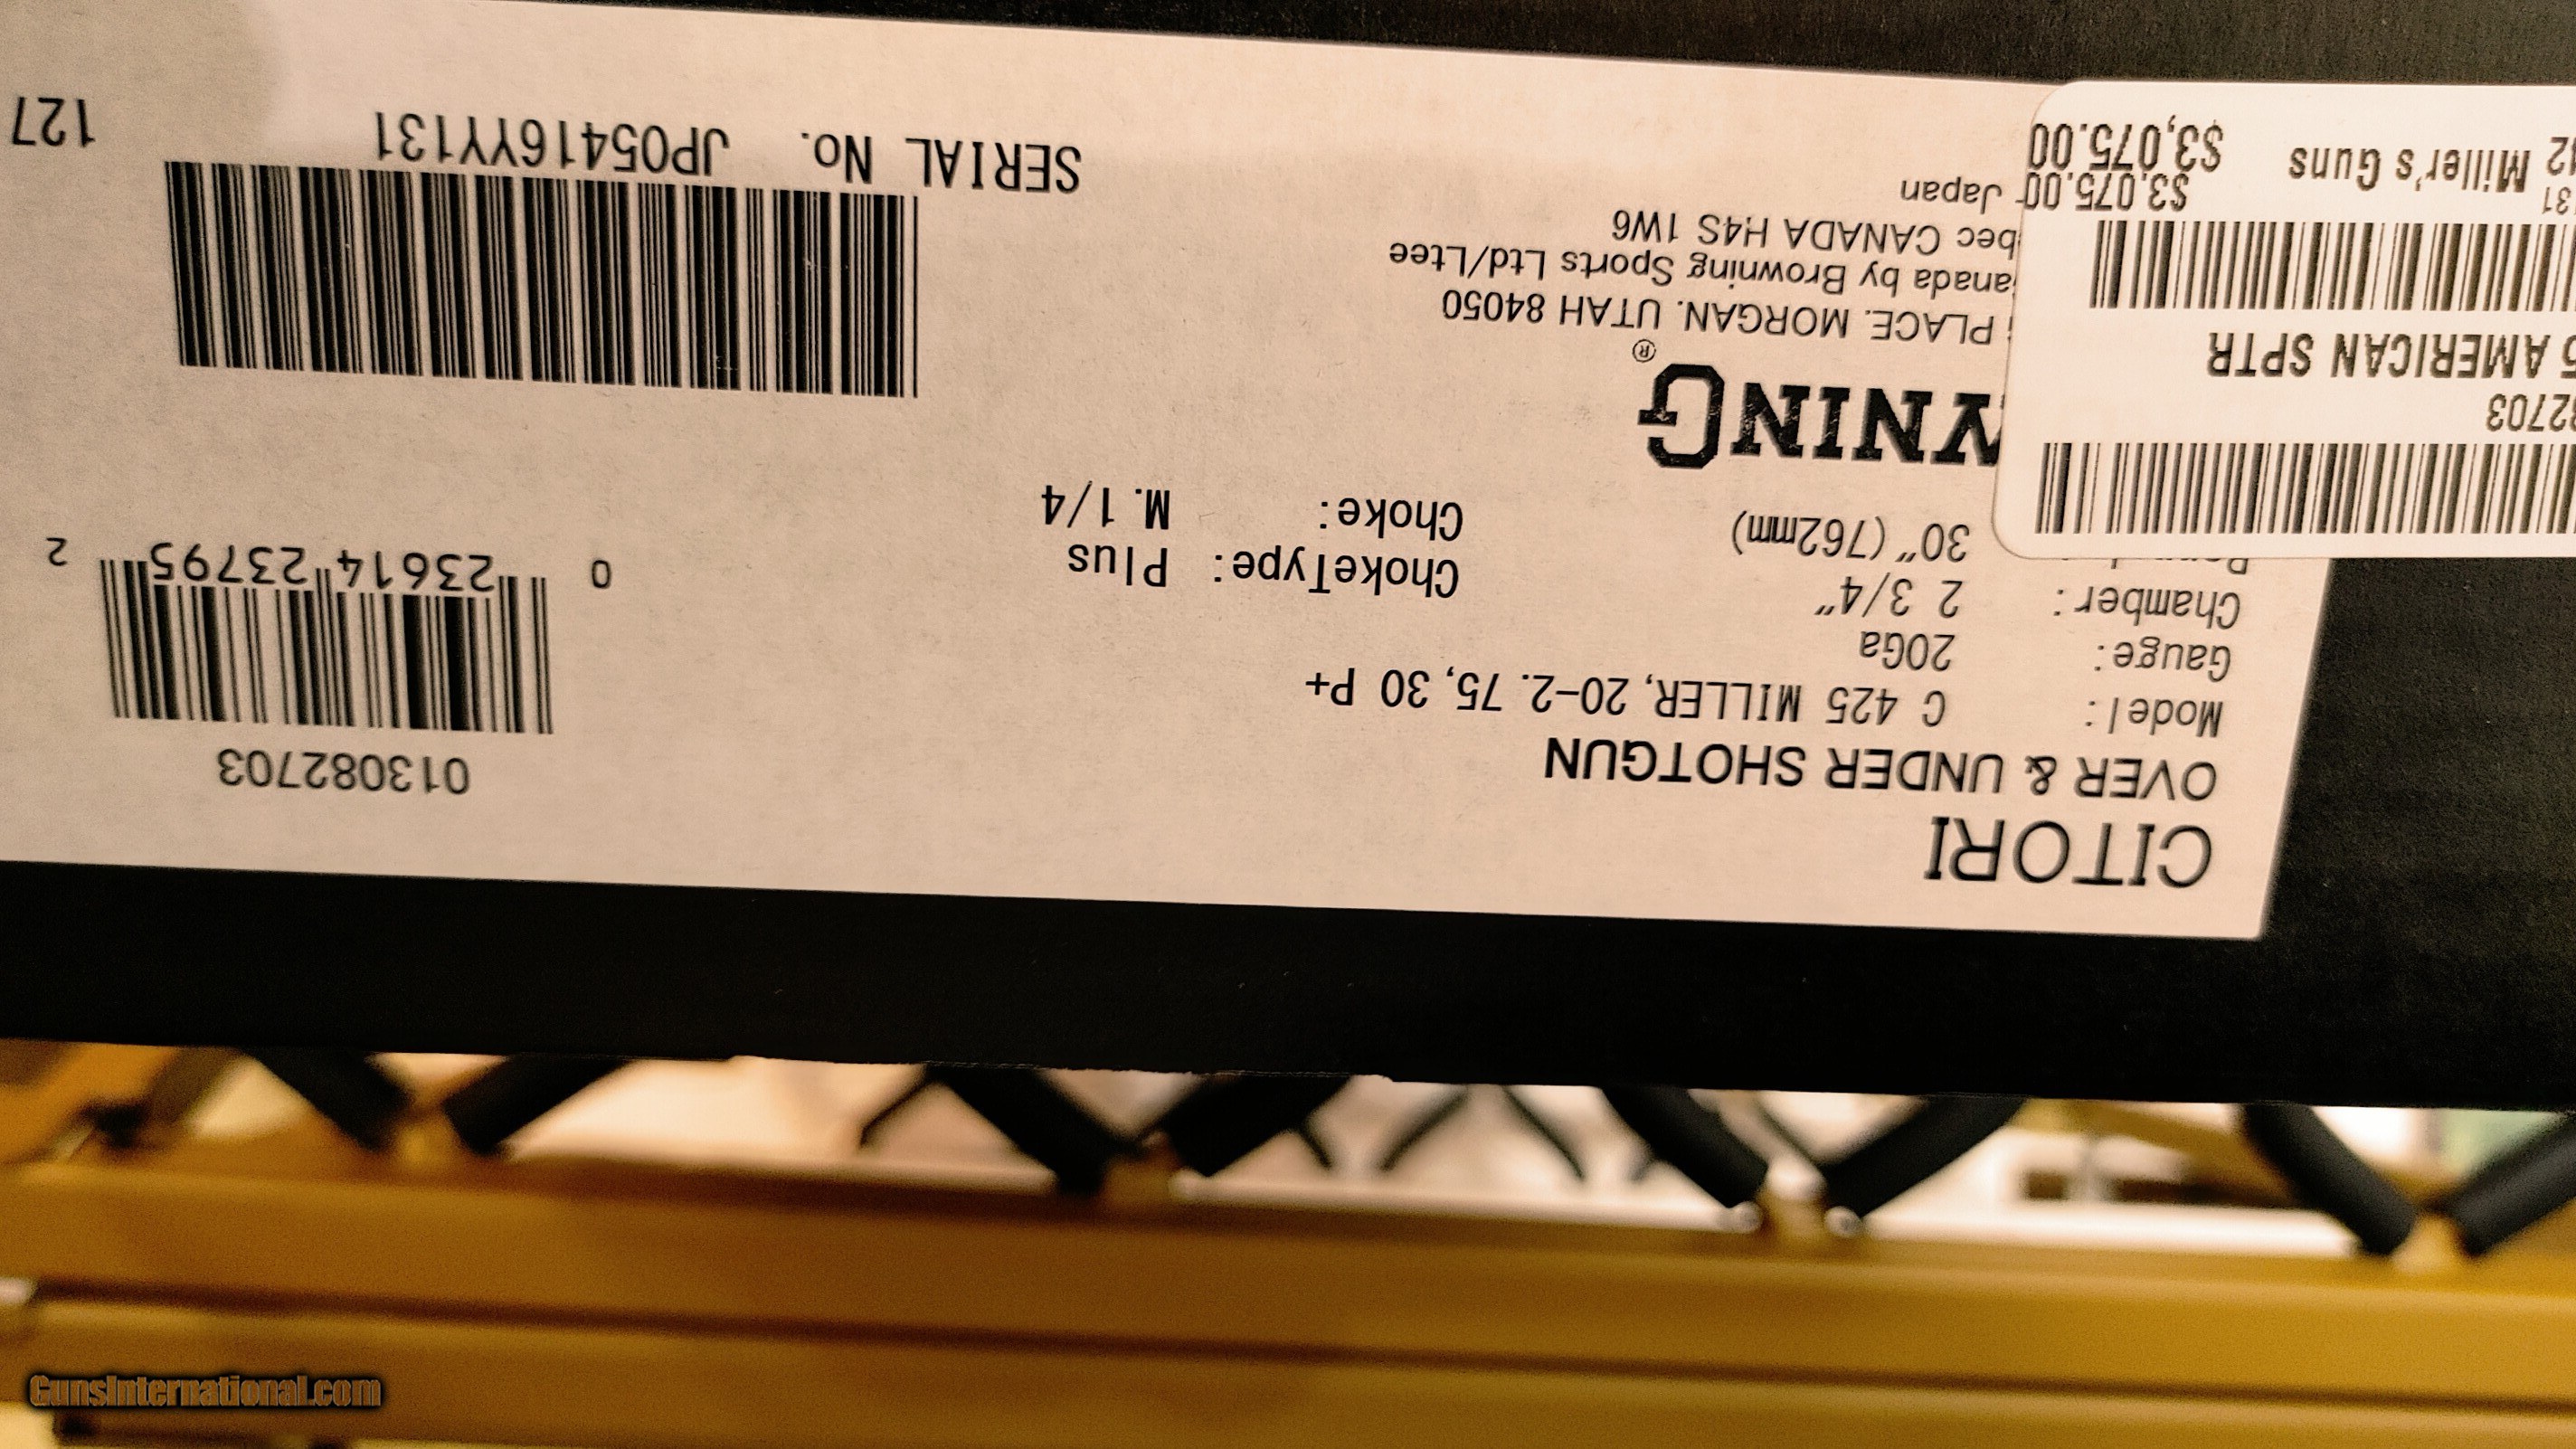 CITORI
OVER & UNDER SHOTGUN
Model: C 425 MILLER, 20-2.75, 30 P+
Gauge: 20Ga
Chamber: 2 3/4"
30" (762mm)
ChokeType: Plus
Choke: M.1/4
013082703
0 23614 23795 2
WNING®
PLACE. MORGAN. UTAH 84050
anada by Browning Sports Ltd/Ltee
bec CANADA H4S 1W6
Japan
SERIAL No. JP05416YY131
127
2703
AMERICAN SPTR
31 $3,075.00
Miller's Guns $3,075.00
GunsInternational.com